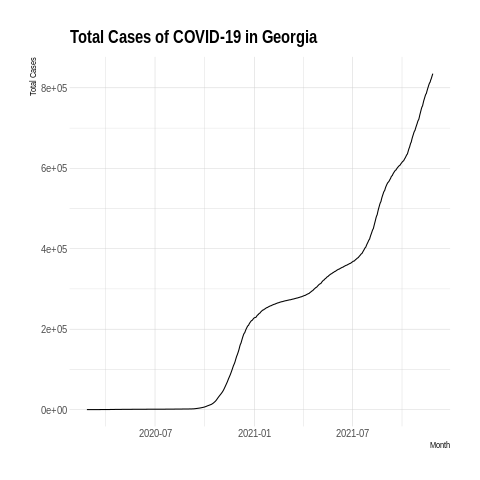 Total Cases of COVID-19 in Georgia
Total Cases
8e+05
6e+05
4e+05
2e+05
0e+00
2020-07 2021-01 2021-07
Month